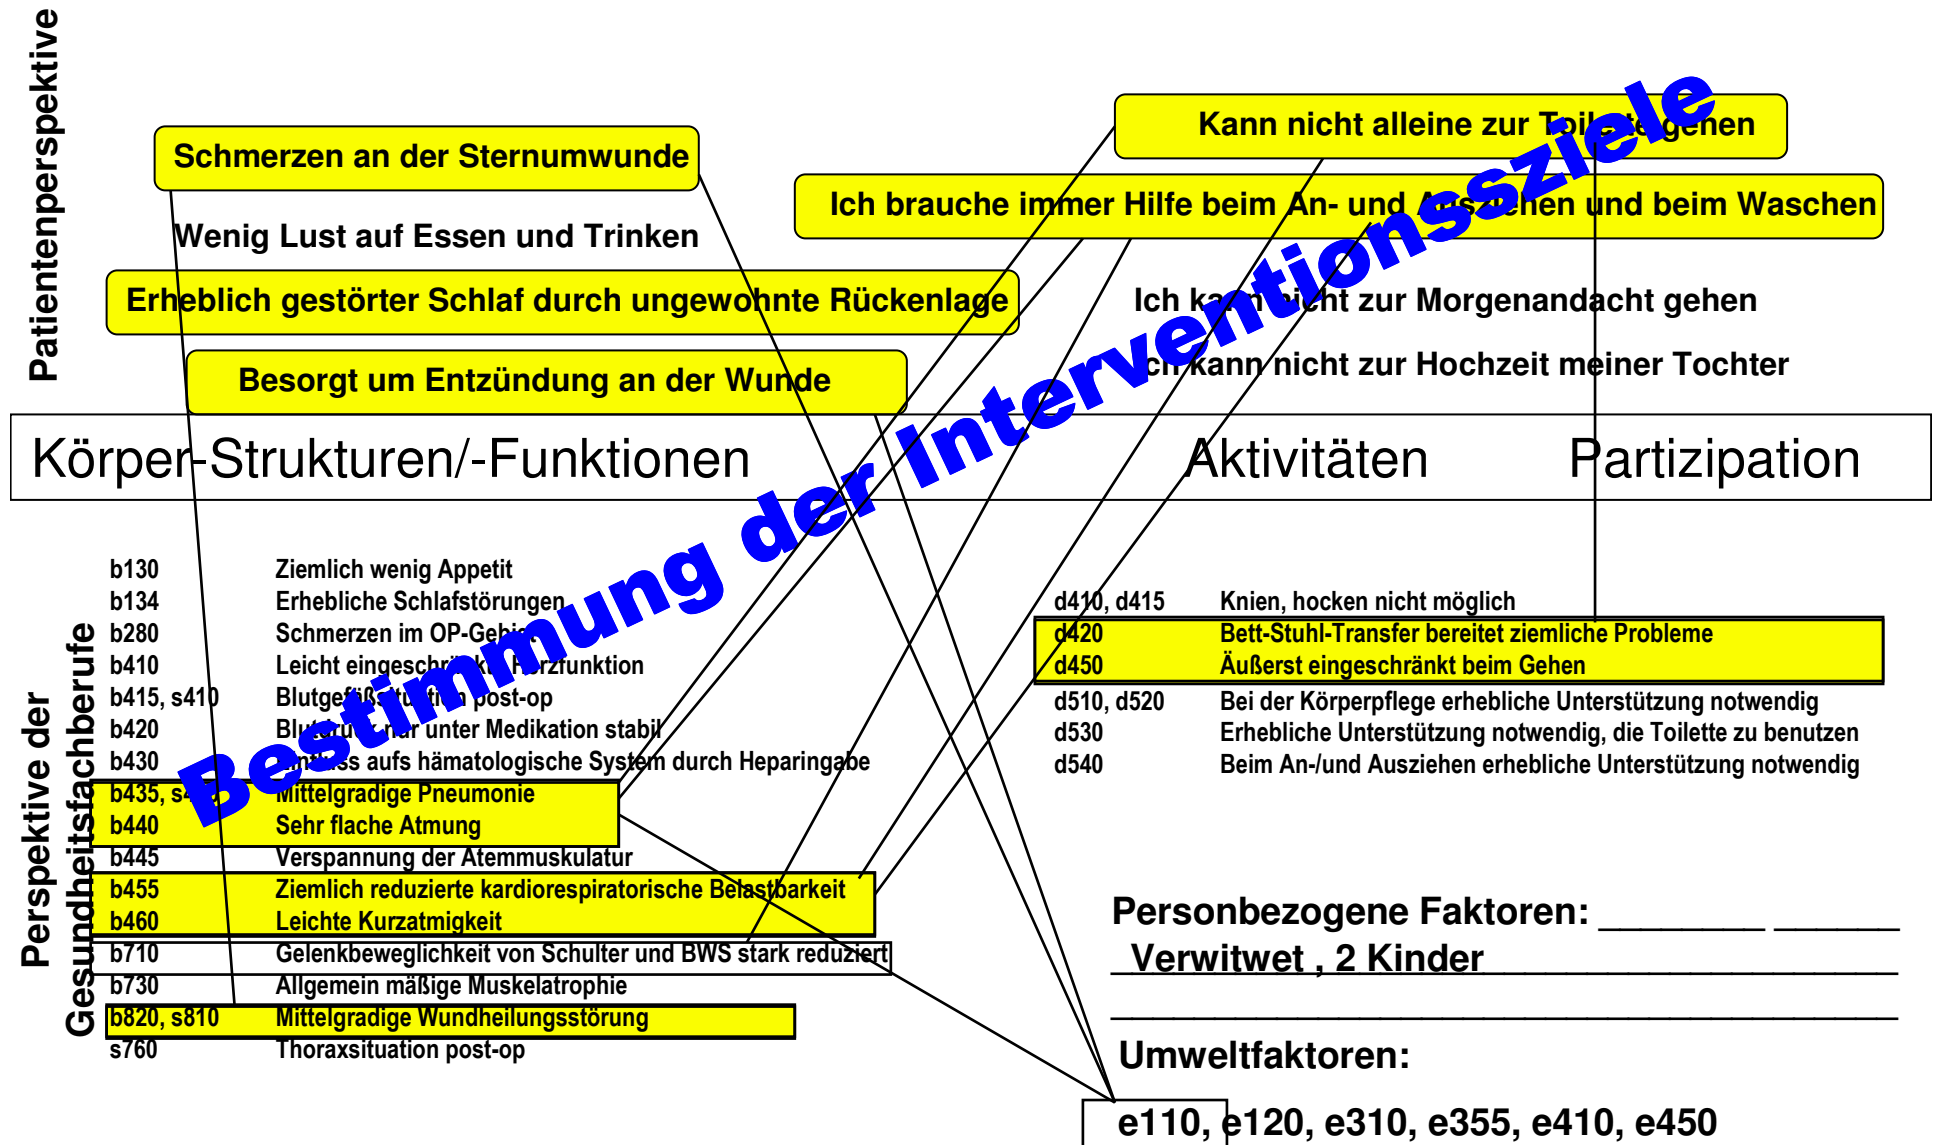 Patientenperspektive
Schmerzen an der Sternumwunde
Wenig Lust auf Essen und Trinken
Erheblich gestörter Schlaf durch ungewohnte Rückenlage
Besorgt um Entzündung an der Wunde
Kann nicht alleine zur Toilette gehen
Ich brauche immer Hilfe beim An- und Ausziehen und beim Waschen
Ich kann nicht zur Morgenandacht gehen
Ich kann nicht zur Hochzeit meiner Tochter
Bestimmung der Interventionsziele
Körper-Strukturen/-Funktionen Aktivitäten Partizipation
Perspektive der
Gesundheitsfachberufe
b130 Ziemlich wenig Appetit
b134 Erhebliche Schlafstörungen
b280 Schmerzen im OP-Gebiet
b410 Leicht eingeschränkte Herzfunktion
b415, s410 Blutgefäßsituation post-op
b420 Blutdruck nur unter Medikation stabil
b430 Einfluss aufs hämatologische System durch Heparingabe
b435, Mittelgradige Pneumonie
b440 Sehr flache Atmung
b445 Verspannung der Atemmuskulatur
b455 Ziemlich reduzierte kardiorespiratorische Belastbarkeit
b460 Leichte Kurzatmigkeit
b710 Gelenkbeweglichkeit von Schulter und BWS stark reduziert
b730 Allgemein mäßige Muskelatrophie
b820, s810 Mittelgradige Wundheilungsstörung
s760 Thoraxsituation post-op
d410, d415 Knien, hocken nicht möglich
d420 Bett-Stuhl-Transfer bereitet ziemliche Probleme
d450 Äußerst eingeschränkt beim Gehen
d510, d520 Bei der Körperpflege erhebliche Unterstützung notwendig
d530 Erhebliche Unterstützung notwendig, die Toilette zu benutzen
d540 Beim An-/und Ausziehen erhebliche Unterstützung notwendig
Personbezogene Faktoren: ________ ______
Verwitwet , 2 Kinder
Umweltfaktoren:
e110, e120, e310, e355, e410, e450